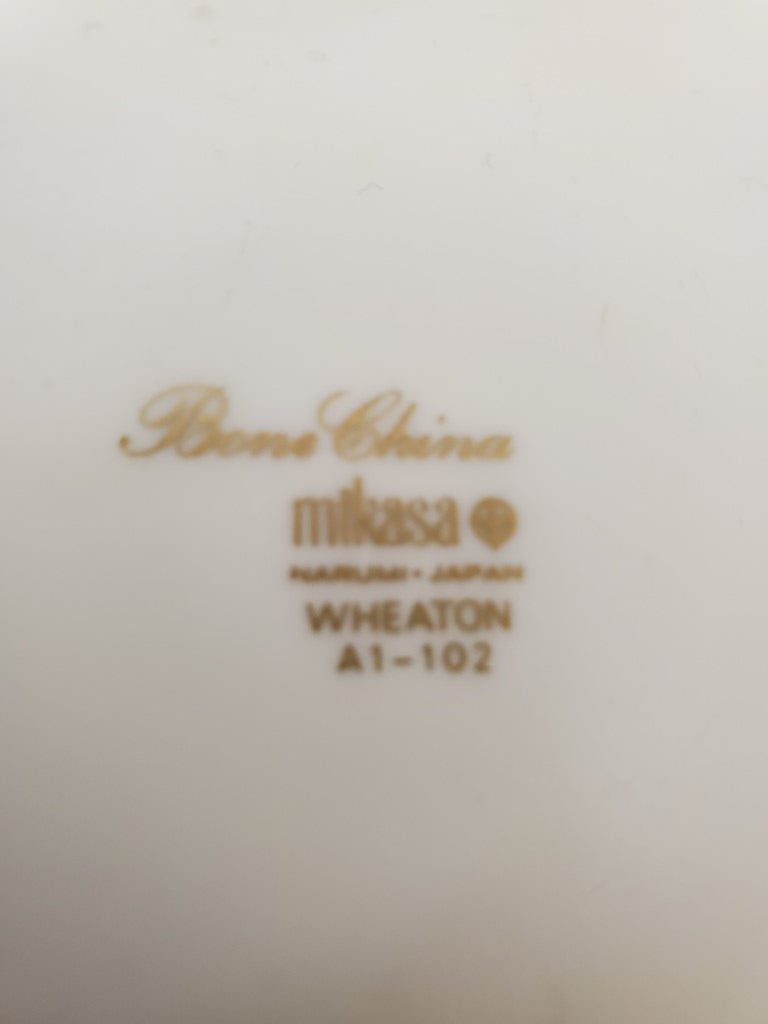 Bone China
mikasa
NARUMI • JAPAN
WHEATON
A1-102